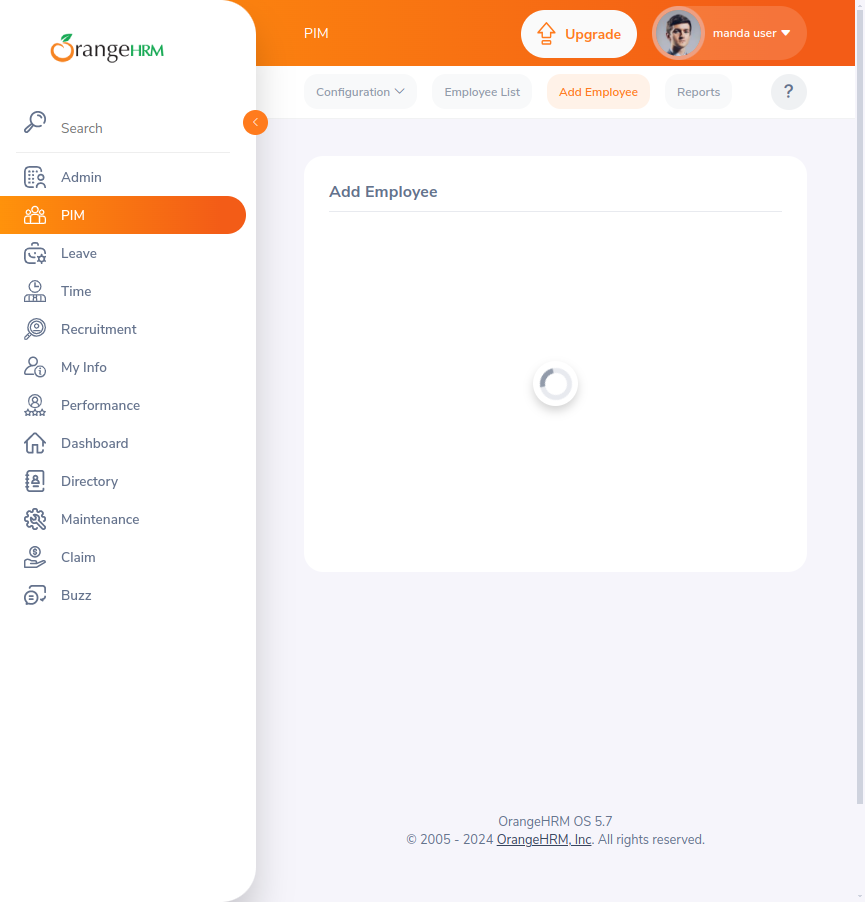 OrangeHRM
Search
Admin
PIM
Leave
Time
Recruitment
My Info
Performance
Dashboard
Directory
Maintenance
Claim
Buzz
PIM
Upgrade
manda user
Configuration
Employee List
Add Employee
Reports
?
Add Employee
OrangeHRM OS 5.7
© 2005 - 2024 OrangeHRM, Inc. All rights reserved.